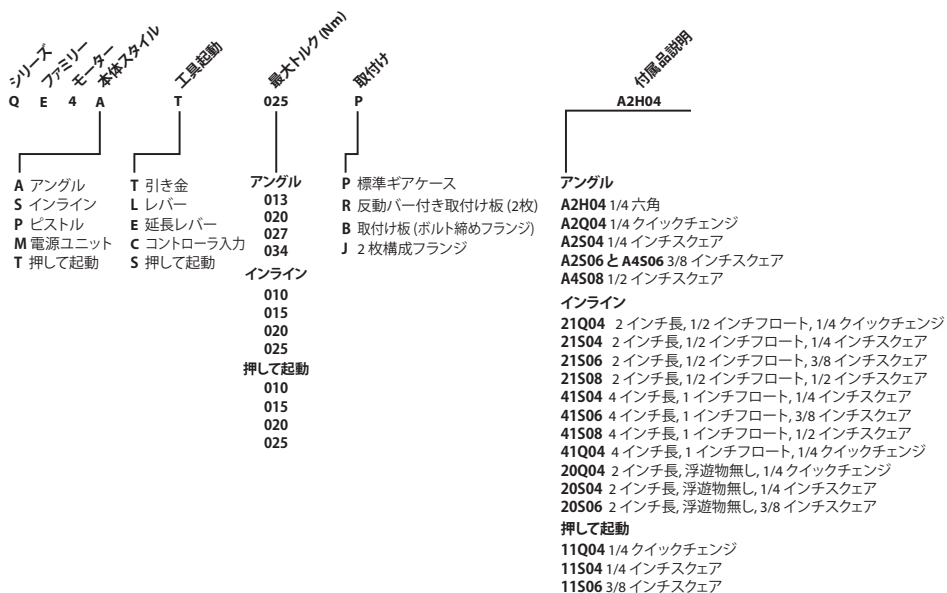 シリーズ
ファミリー
モーター
本体スタイル
工具起動
最大トルク (Nm)
取付け
付属品説明
Q E 4 A T 025 P A2H04
A アングル
S インライン
P ピストル
M 電源ユニット
T 押して起動
T 引き金
L レバー
E 延長レバー
C コントローラ入力
S 押して起動
アングル
013
020
027
034
インライン
010
015
020
025
押して起動
010
015
020
025
P 標準ギアケース
R 反動バー付き取付け板 (2枚)
B 取付け板 (ボルト締めフランジ)
J 2 枚構成フランジ
アングル
A2H04 1/4 六角
A2Q04 1/4 クイックチェンジ
A2S04 1/4 インチスクェア
A2S06 と A4S06 3/8 インチスクェア
A4S08 1/2 インチスクェア
インライン
21Q04 2 インチ長, 1/2 インチフロート, 1/4 クイックチェンジ
21S04 2 インチ長, 1/2 インチフロート, 1/4 インチスクェア
21S06 2 インチ長, 1/2 インチフロート, 3/8 インチスクェア
21S08 2 インチ長, 1/2 インチフロート, 1/2 インチスクェア
41S04 4 インチ長, 1 インチフロート, 1/4 インチスクェア
41S06 4 インチ長, 1 インチフロート, 3/8 インチスクェア
41S08 4 インチ長, 1 インチフロート, 1/2 インチスクェア
41Q04 4 インチ長, 1 インチフロート, 1/4 クイックチェンジ
20Q04 2 インチ長, 浮遊物無し, 1/4 クイックチェンジ
20S04 2 インチ長, 浮遊物無し, 1/4 インチスクェア
20S06 2 インチ長, 浮遊物無し, 3/8 インチスクェア
押して起動
11Q04 1/4 クイックチェンジ
11S04 1/4 インチスクェア
11S06 3/8 インチスクェア